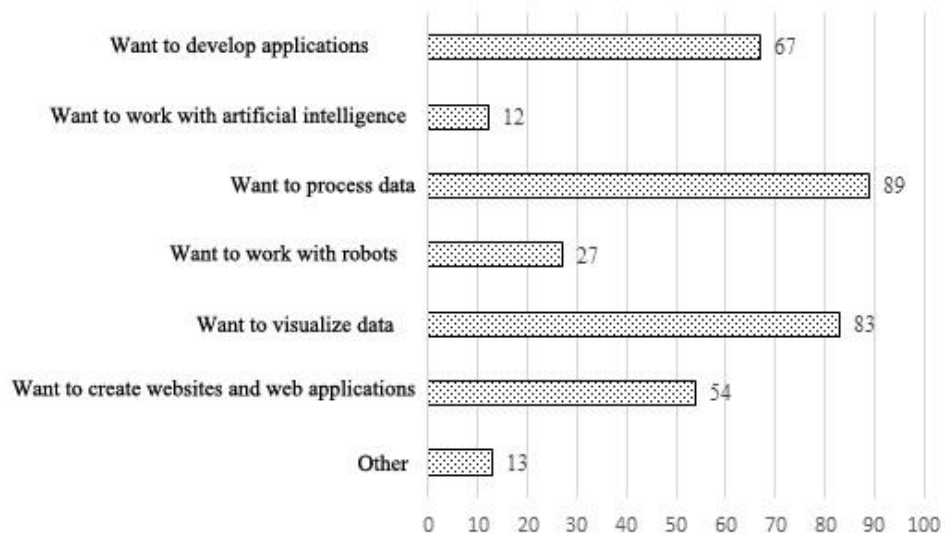 Want to develop applications 67
Want to work with artificial intelligence 12
Want to process data 89
Want to work with robots 27
Want to visualize data 83
Want to create websites and web applications 54
Other 13
0 10 20 30 40 50 60 70 80 90 100